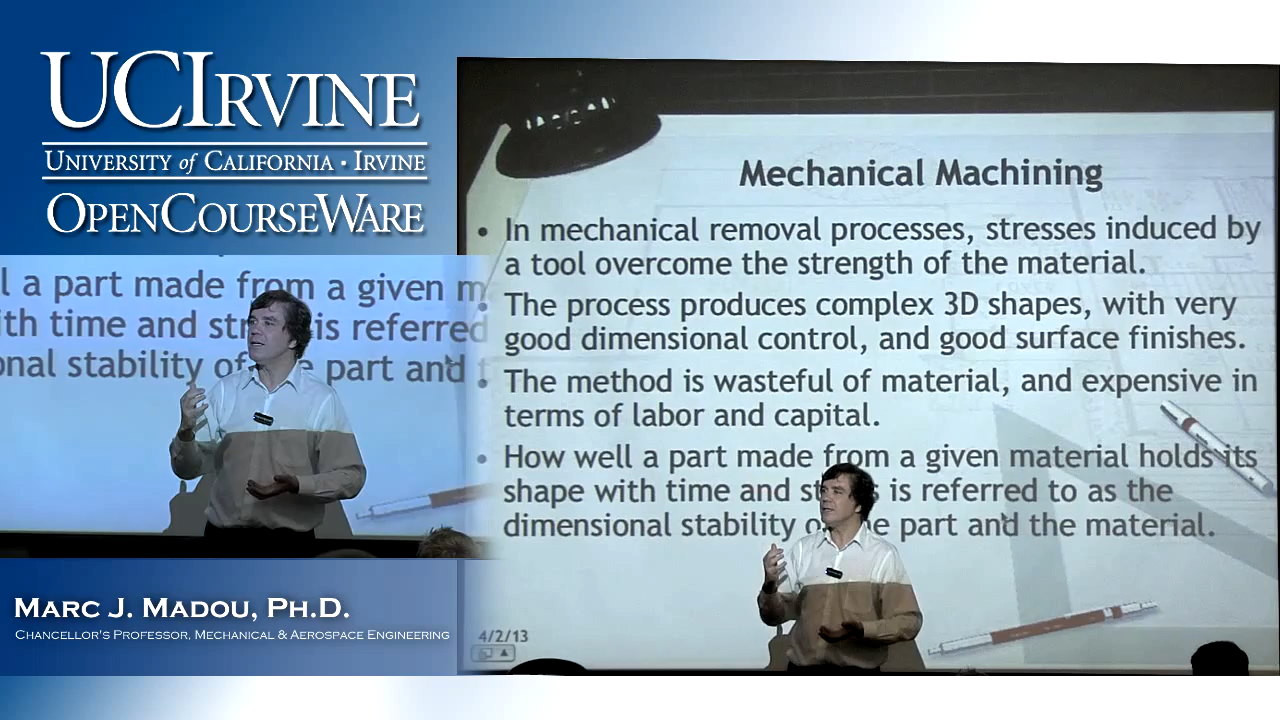 UCIRVINE
UNIVERSITY of CALIFORNIA · IRVINE
OPENCOURSEWARE
l a part made from a given m
ith time and str is referred
onal stability of e part and t
MARC J. MADOU, PH.D.
CHANCELLOR'S PROFESSOR, MECHANICAL & AEROSPACE ENGINEERING
Mechanical Machining
• In mechanical removal processes, stresses induced by
a tool overcome the strength of the material.
• The process produces complex 3D shapes, with very
good dimensional control, and good surface finishes.
• The method is wasteful of material, and expensive in
terms of labor and capital.
• How well a part made from a given material holds its
shape with time and st s is referred to as the
dimensional stability o he part and the material.
4/2/13